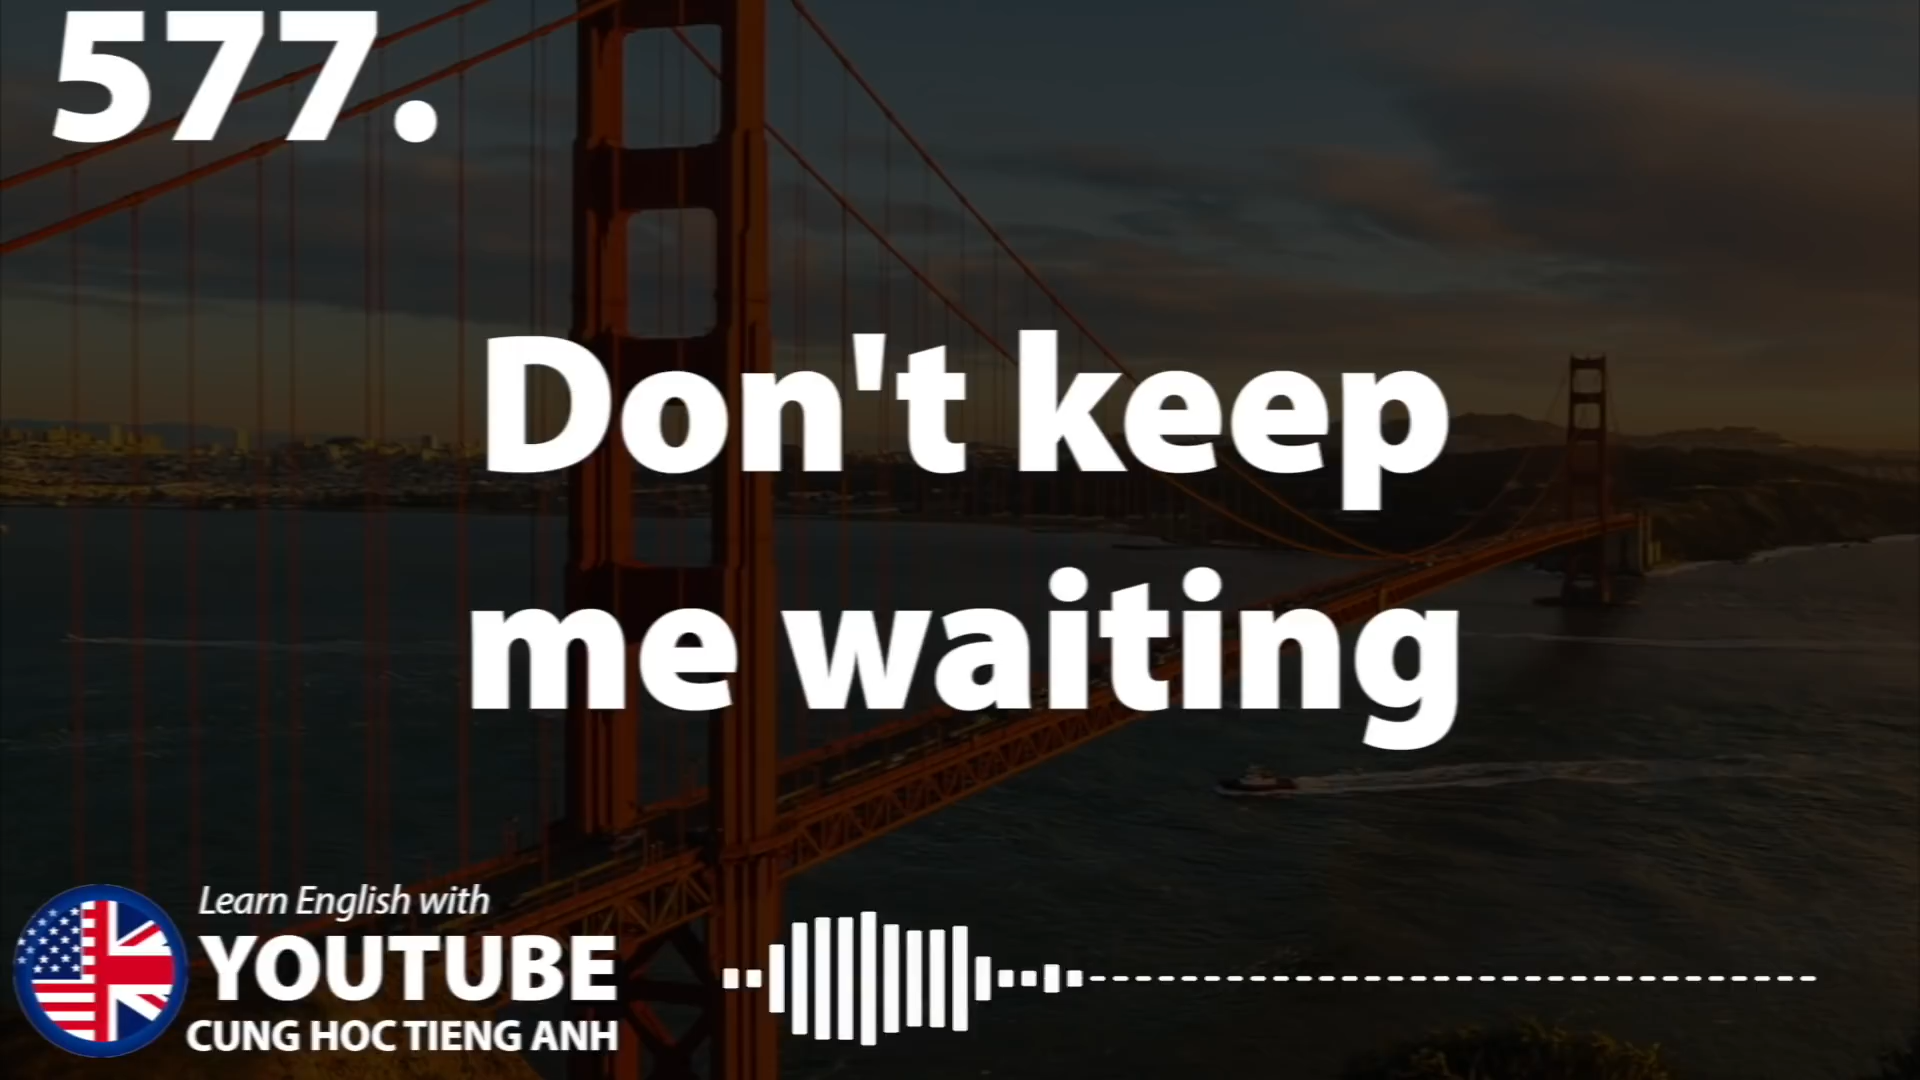 577.
Don't keep
me waiting
Learn English with
YOUTUBE
CUNG HOC TIENG ANH